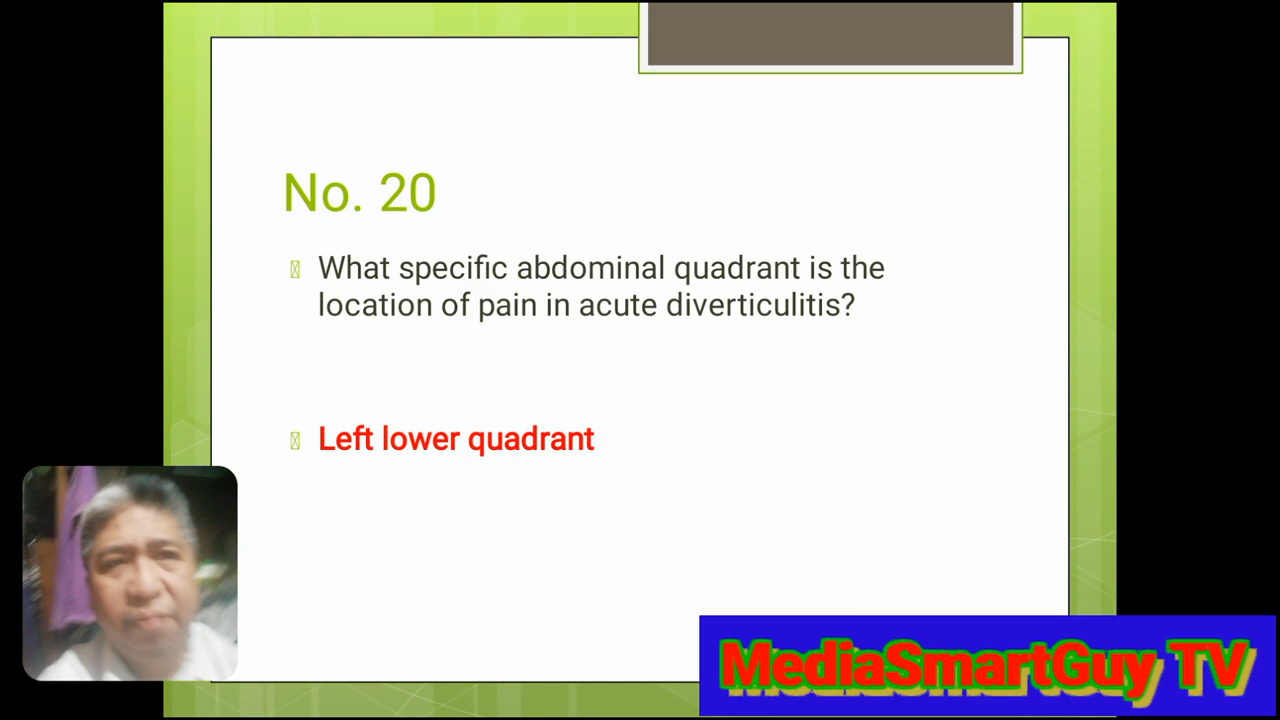 No. 20
What specific abdominal quadrant is the
location of pain in acute diverticulitis?
Left lower quadrant
MediaSmartGuy TV